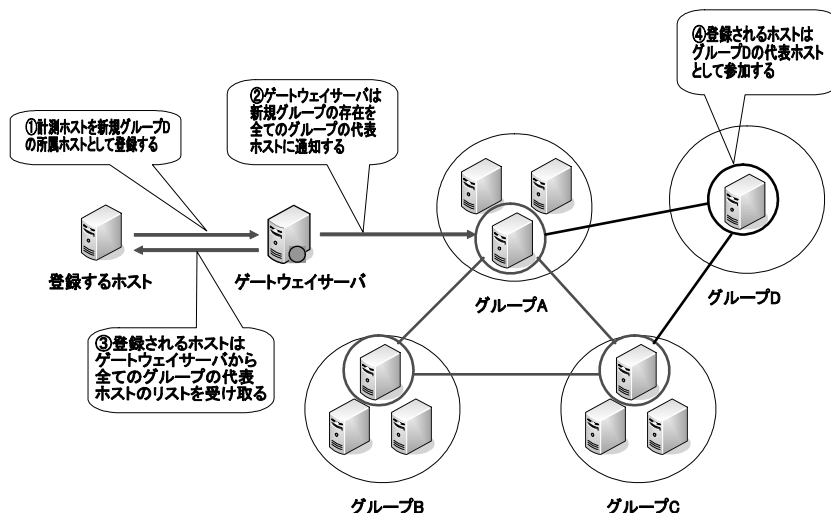 ①計測ホストを新規グループD
の所属ホストとして登録する
②ゲートウェイサーバは
新規グループの存在を
全てのグループの代表
ホストに通知する
④登録されるホストは
グループDの代表ホスト
として参加する
登録するホスト
ゲートウェイサーバ
グループA
グループD
③登録されるホストは
ゲートウェイサーバから
全てのグループの代表
ホストのリストを受け取る
グループB
グループC